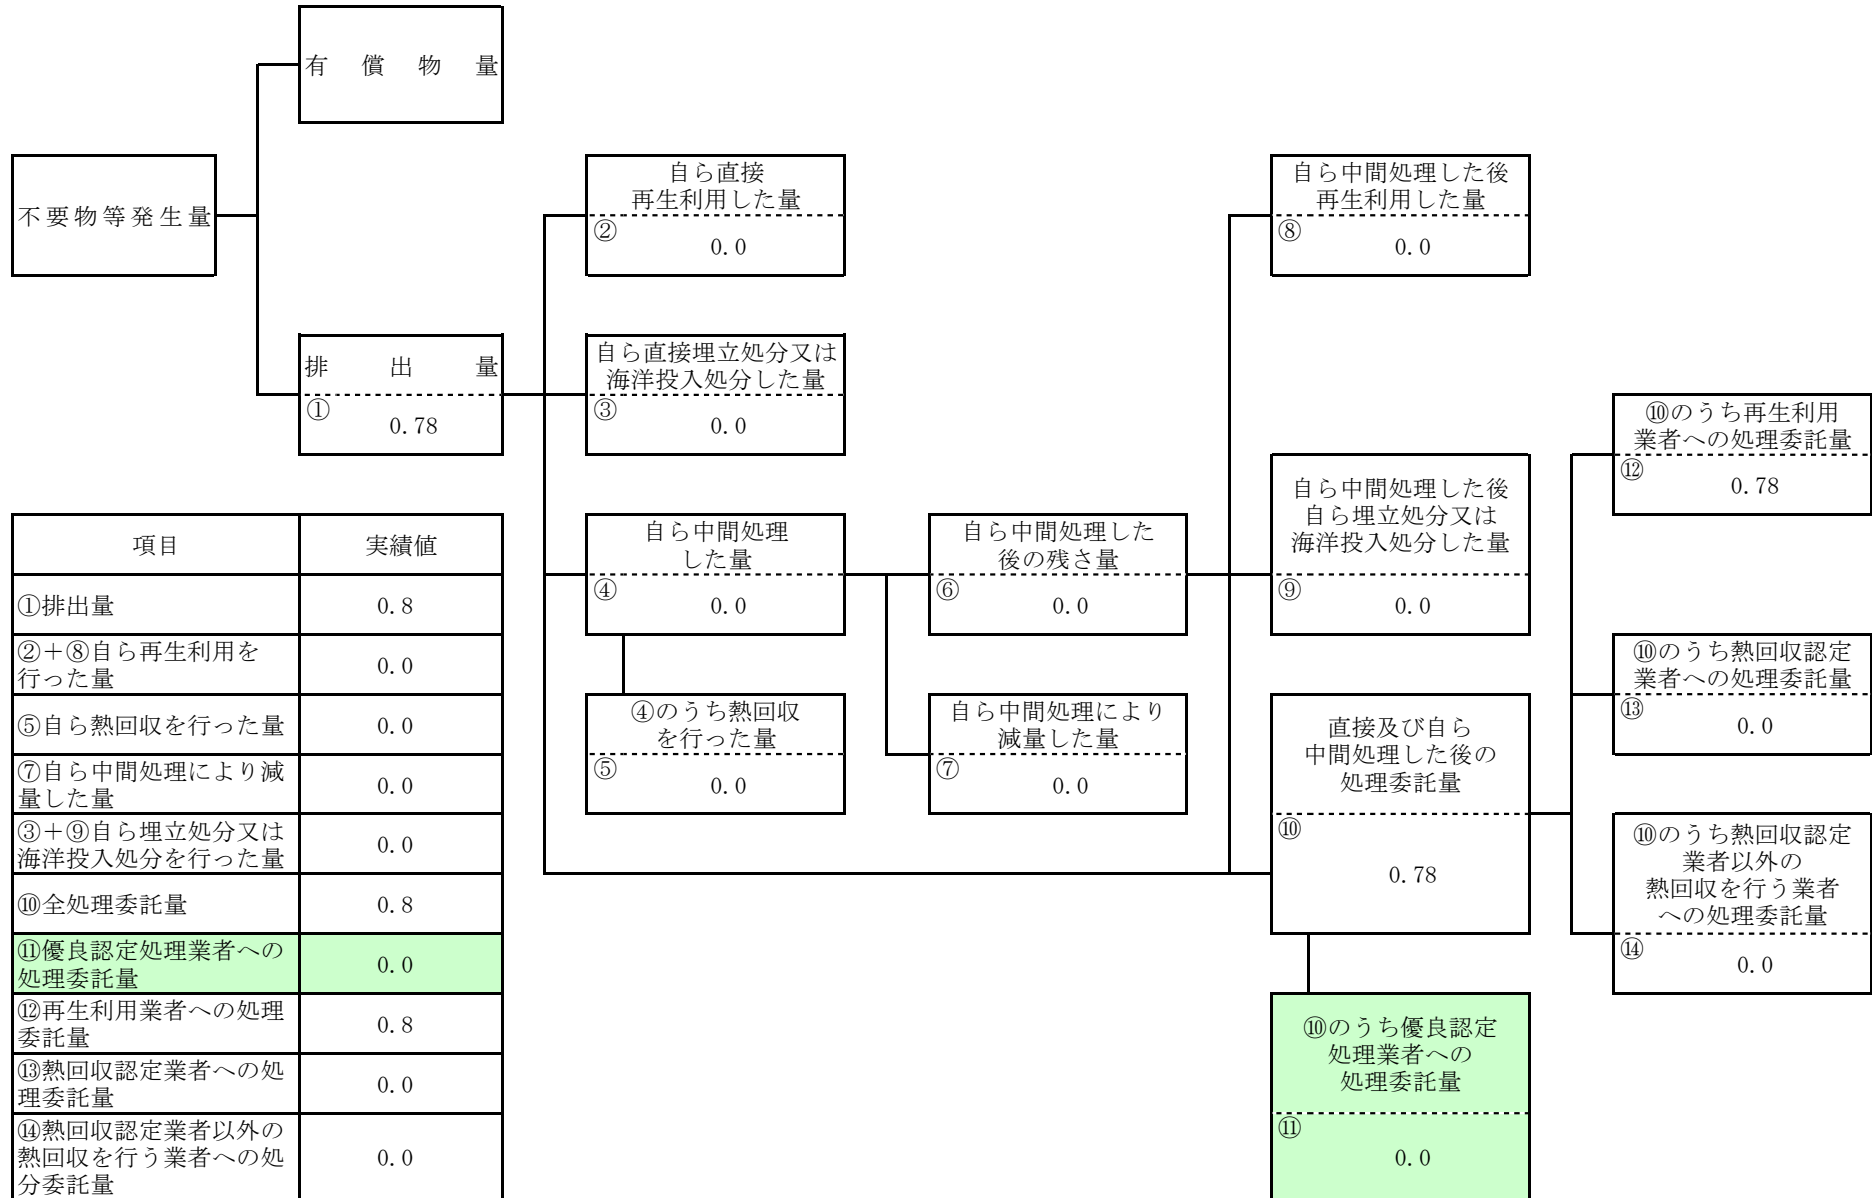 有償物量
不要物等発生量
排出量
①
0.78
自ら直接
再生利用した量
②
0.0
自ら直接埋立処分又は
海洋投入処分した量
③
0.0
自ら中間処理
した量
④
0.0
④のうち熱回収
を行った量
⑤
0.0
自ら中間処理した
後の残さ量
⑥
0.0
自ら中間処理により
減量した量
⑦
0.0
自ら中間処理した後
再生利用した量
⑧
0.0
自ら中間処理した後
自ら埋立処分又は
海洋投入処分した量
⑨
0.0
直接及び自ら
中間処理した後の
処理委託量
⑩
0.78
⑩のうち優良認定
処理業者への
処理委託量
⑪
0.0
⑩のうち再生利用
業者への処理委託量
⑫
0.78
⑩のうち熱回収認定
業者への処理委託量
⑬
0.0
⑩のうち熱回収認定
業者以外の
熱回収を行う業者
への処理委託量
⑭
0.0
項目 実績値
①排出量 0.8
②＋⑧自ら再生利用を
行った量 0.0
⑤自ら熱回収を行った量 0.0
⑦自ら中間処理により減
量した量 0.0
③＋⑨自ら埋立処分又は
海洋投入処分を行った量 0.0
⑩全処理委託量 0.8
⑪優良認定処理業者への
処理委託量 0.0
⑫再生利用業者への処理
委託量 0.8
⑬熱回収認定業者への処
理委託量 0.0
⑭熱回収認定業者以外の
熱回収を行う業者への処
分委託量 0.0